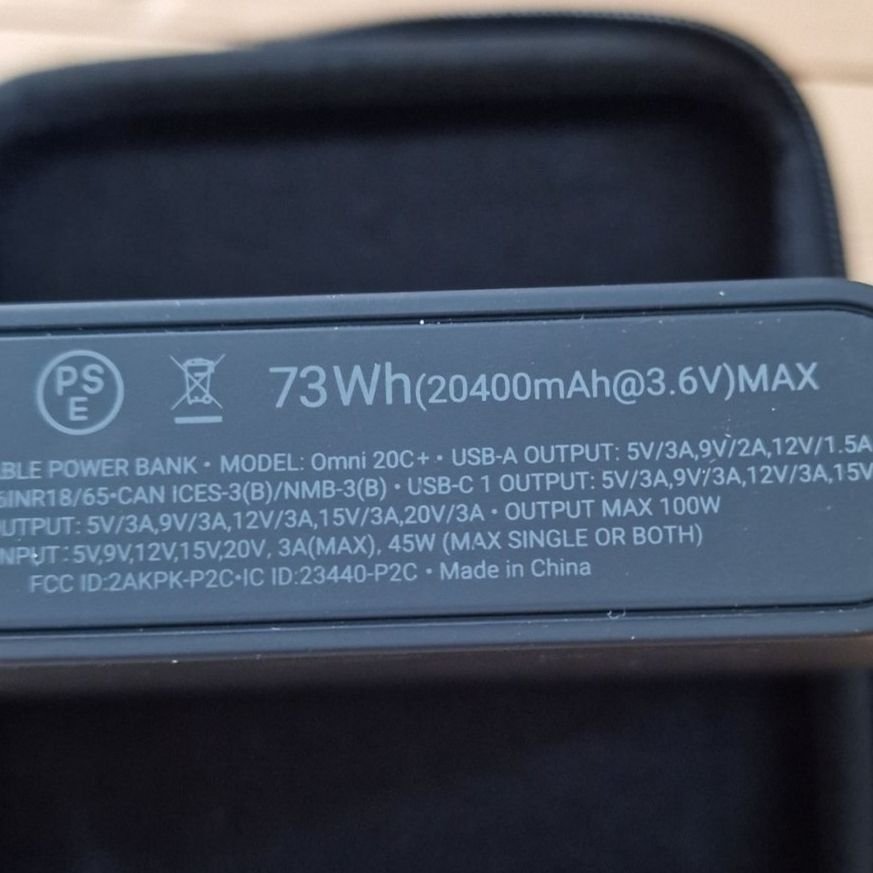 PS
E
73Wh(20400mAh@3.6V)MAX
ABLE POWER BANK • MODEL: Omni 20C+ • USB-A OUTPUT: 5V/3A,9V/2A,12V/1.5A
6INR18/65•CAN ICES-3(B)/NMB-3(B) • USB-C 1 OUTPUT: 5V/3A,9V/3A,12V/3A,15V
UTPUT: 5V/3A,9V/3A,12V/3A,15V/3A,20V/3A • OUTPUT MAX 100W
NPUT:5V,9V,12V,15V,20V, 3A(MAX), 45W (MAX SINGLE OR BOTH)
FCC ID:2AKPK-P2C•IC ID:23440-P2C • Made in China